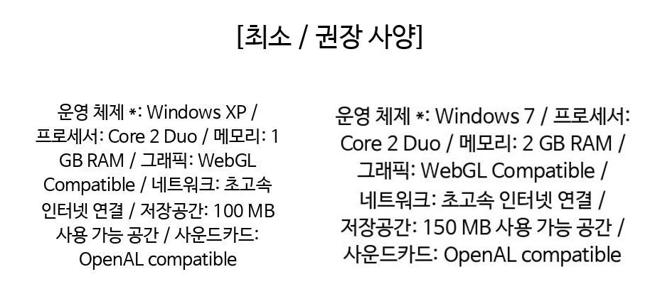 [최소 / 권장 사양]
운영 체제 *: Windows XP /
프로세서: Core 2 Duo / 메모리: 1
GB RAM / 그래픽: WebGL
Compatible / 네트워크: 초고속
인터넷 연결 / 저장공간: 100 MB
사용 가능 공간 / 사운드카드:
OpenAL compatible
운영 체제 *: Windows 7 / 프로세서:
Core 2 Duo / 메모리: 2 GB RAM /
그래픽: WebGL Compatible /
네트워크: 초고속 인터넷 연결 /
저장공간: 150 MB 사용 가능 공간 /
사운드카드: OpenAL compatible